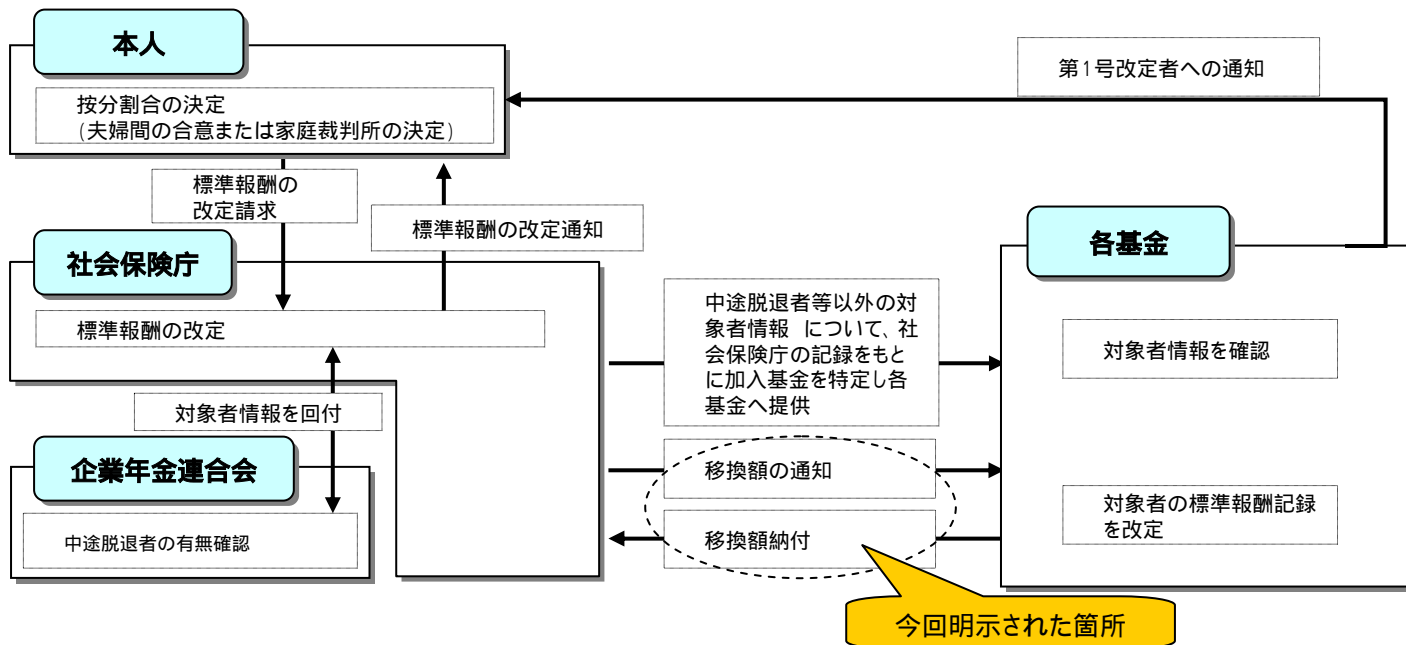 本人
按分割合の決定
(夫婦間の合意または家庭裁判所の決定)
第1号改定者への通知
標準報酬の
改定請求
標準報酬の改定通知
社会保険庁
標準報酬の改定
対象者情報を回付
企業年金連合会
中途脱退者の有無確認
中途脱退者等以外の対
象者情報 について、社
会保険庁の記録をもと
に加入基金を特定し各
基金へ提供
移換額の通知
移換額納付
各基金
対象者情報を確認
対象者の標準報酬記録
を改定
今回明示された箇所